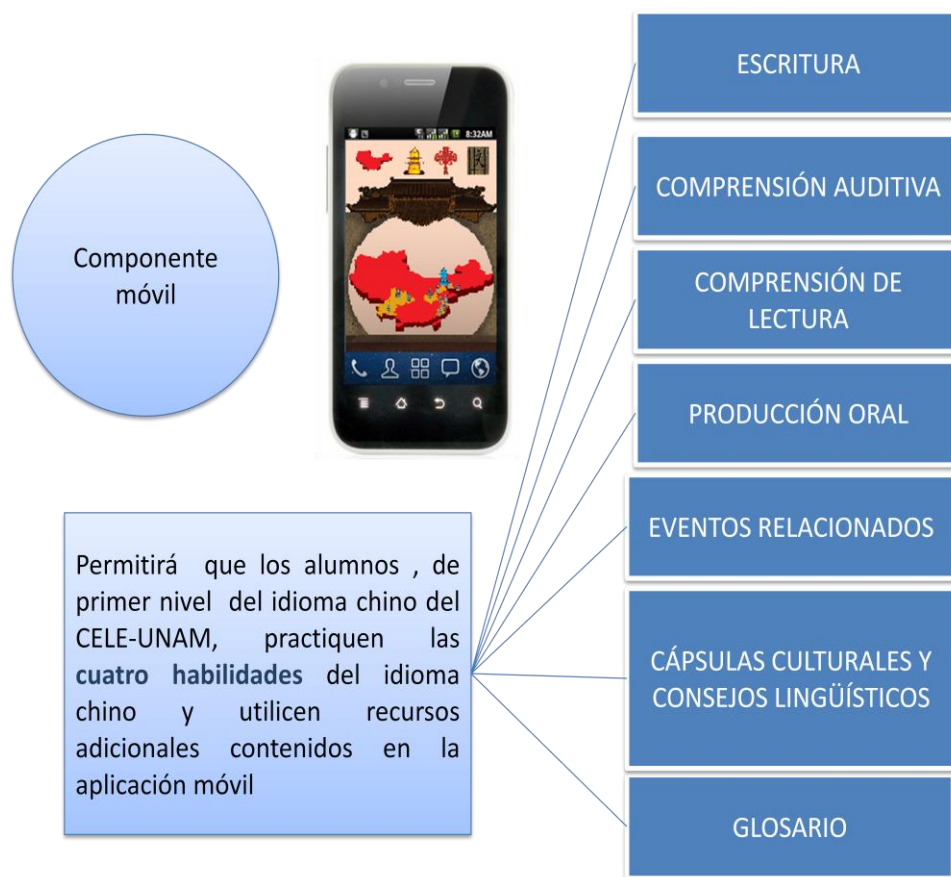 Componente
móvil
8:32AM
Permitirá que los alumnos , de
primer nivel del idioma chino del
CELE-UNAM, practiquen las
cuatro habilidades del idioma
chino y utilicen recursos
adicionales contenidos en la
aplicación móvil
ESCRITURA
COMPRENSIÓN AUDITIVA
COMPRENSIÓN DE
LECTURA
PRODUCCIÓN ORAL
EVENTOS RELACIONADOS
CÁPSULAS CULTURALES Y
CONSEJOS LINGÜÍSTICOS
GLOSARIO